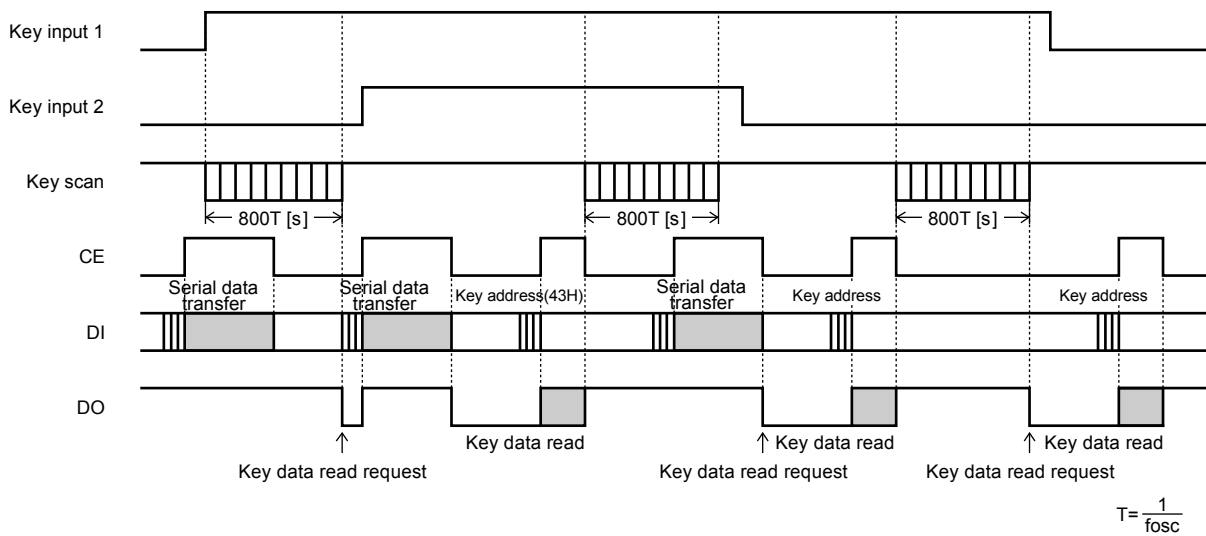 Key input 1
Key input 2
Key scan
800T [s]
800T [s]
800T [s]
CE
Serial data
transfer
Serial data
transfer
Key address(43H)
Serial data
transfer
Key address
Key address
DI
DO
Key data read
Key data read
Key data read
Key data read request
Key data read request
Key data read request
T= 1
fosc